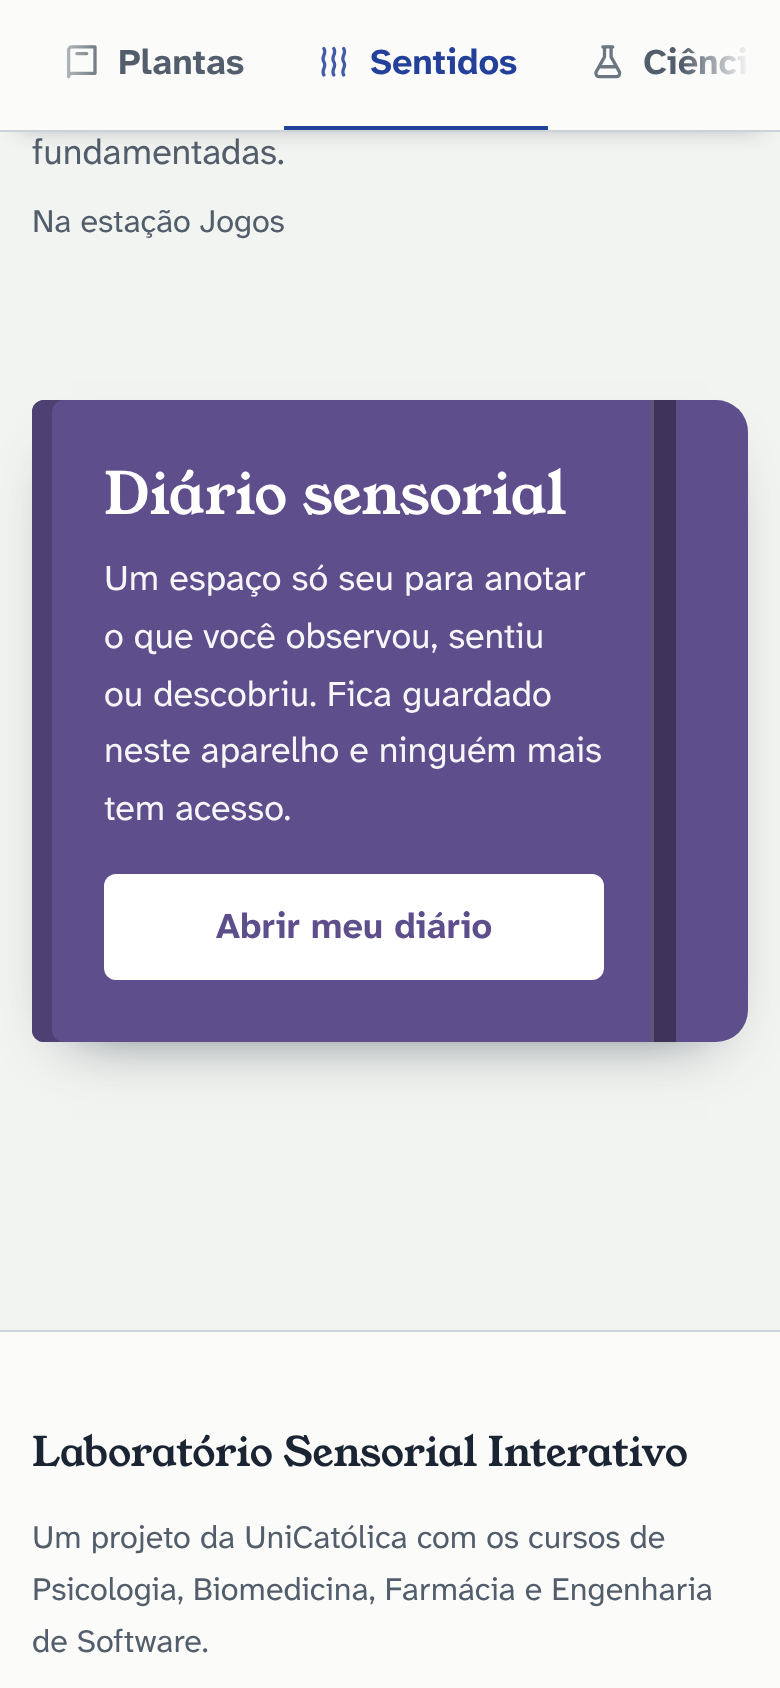 Plantas
Sentidos
Ciênci
fundamentadas.
Na estação Jogos
Diário sensorial
Um espaço só seu para anotar
o que você observou, sentiu
ou descobriu. Fica guardado
neste aparelho e ninguém mais
tem acesso.
Abrir meu diário
Laboratório Sensorial Interativo
Um projeto da UniCatólica com os cursos de
Psicologia, Biomedicina, Farmácia e Engenharia
de Software.